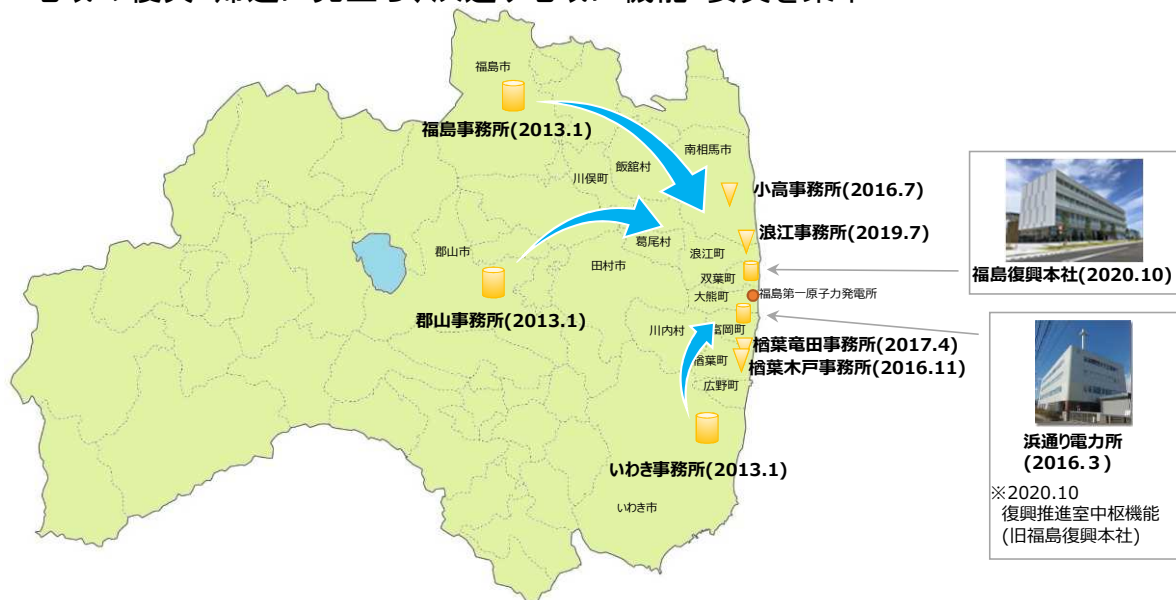 福島市
福島事務所(2013.1)
南相馬市
飯舘村
川俣町
小高事務所(2016.7)
浪江事務所(2019.7)
葛尾村
浪江町
郡山市
田村市
双葉町
福島復興本社(2020.10)
大熊町
福島第一原子力発電所
郡山事務所(2013.1)
川内村
富岡町
楢葉竜田事務所(2017.4)
楢葉町
楢葉木戸事務所(2016.11)
広野町
浜通り電力所
(2016.3)
いわき事務所(2013.1)
※2020.10
復興推進室中枢機能
(旧福島復興本社)
いわき市